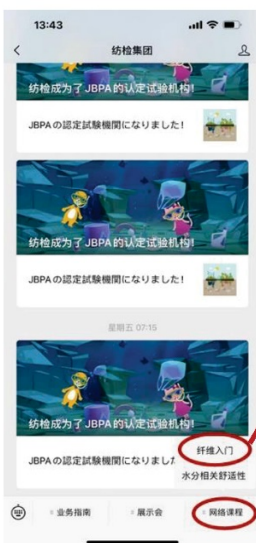 13:43
纺检集团
纺检成为了JBPA的认定试验机构!
JBPAの認定試験機関になりました!
纺检成为了JBPA的认定试验机构!
JBPAの認定試験機関になりました!
星期五 07:15
纺检成为了JBPA的认定试验机构!
纤维入门
JBPAの認定試験機関になりまし
水分相关舒适性
业务指南
展示会
网络课程